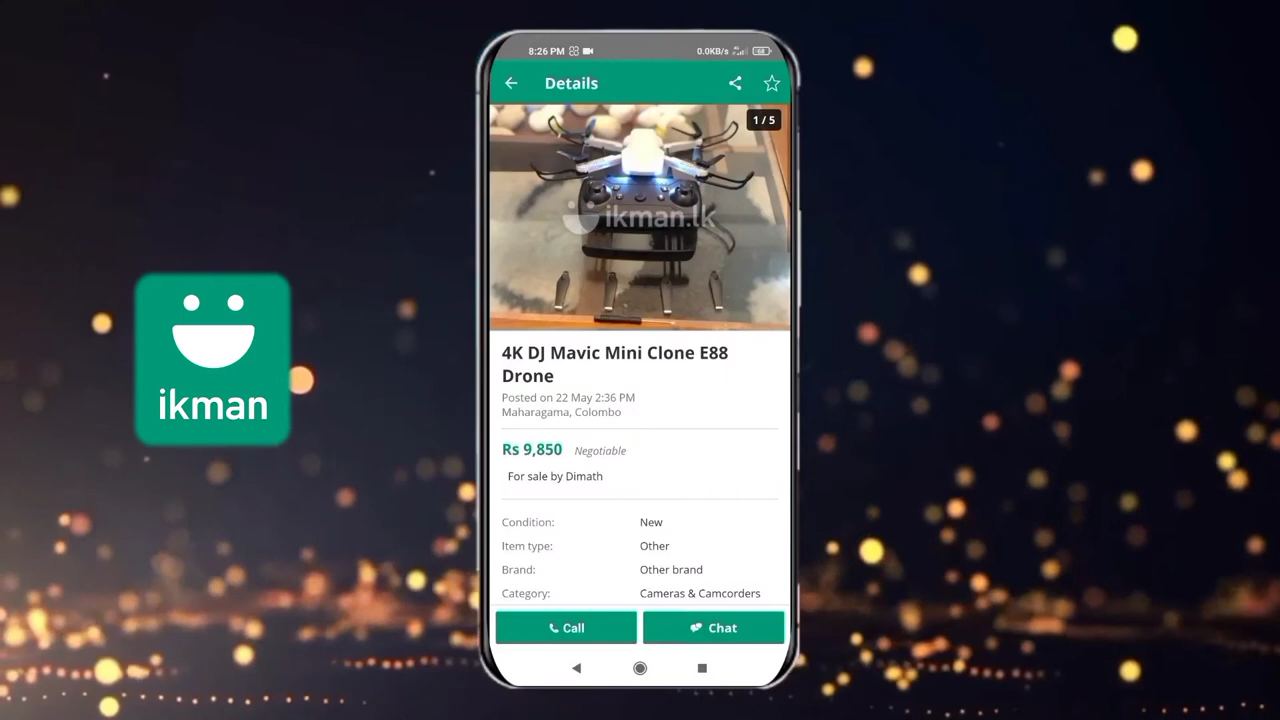 8:26 PM
0.0KB/s
68
Details
1 / 5
ikman.lk
4K DJ Mavic Mini Clone E88
Drone
Posted on 22 May 2:36 PM
Maharagama, Colombo
Rs 9,850 Negotiable
For sale by Dimath
Condition: New
Item type: Other
Brand: Other brand
Category: Cameras & Camcorders
Call
Chat
ikman